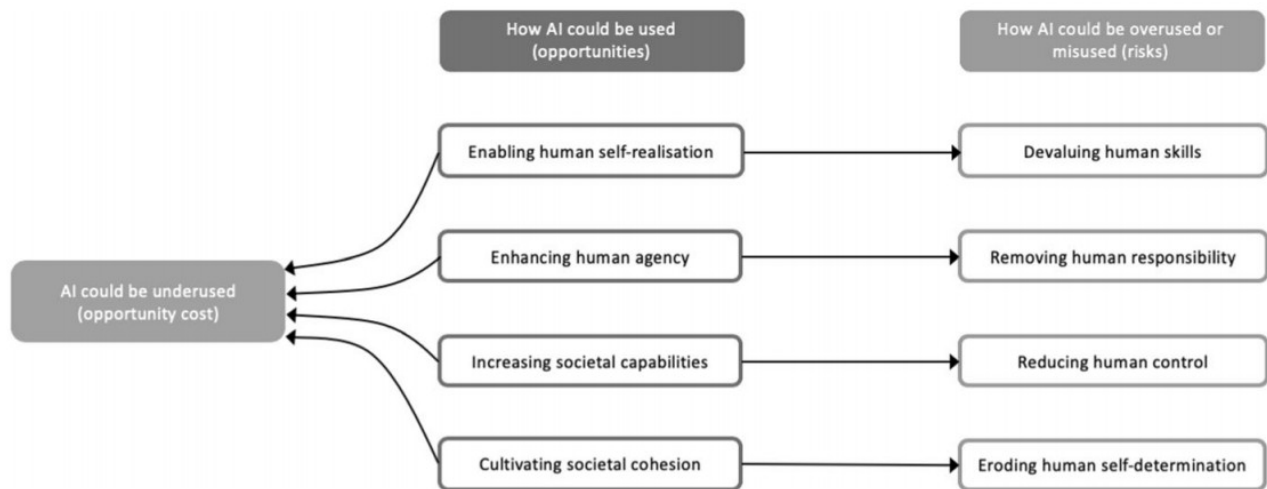 How AI could be used
(opportunities)
How AI could be overused or
misused (risks)
Enabling human self-realisation
Devaluing human skills
Enhancing human agency
Removing human responsibility
AI could be underused
(opportunity cost)
Increasing societal capabilities
Reducing human control
Cultivating societal cohesion
Eroding human self-determination